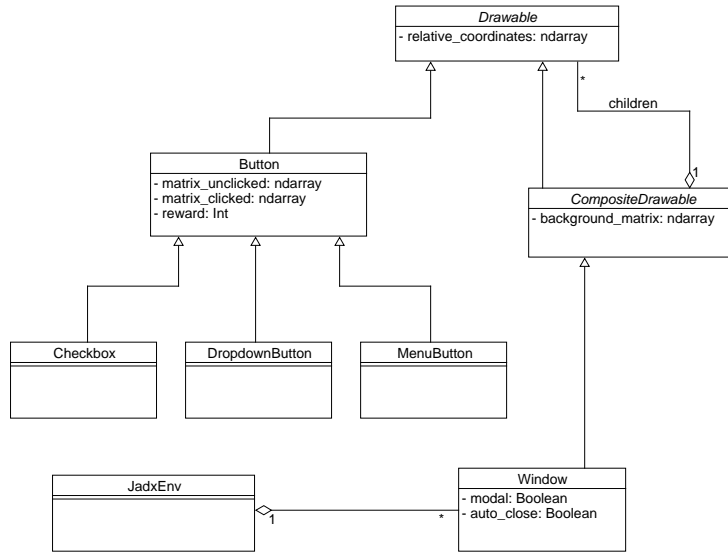 Drawable
- relative_coordinates: ndarray
*
children
1
Button
- matrix_unclicked: ndarray
- matrix_clicked: ndarray
- reward: Int
CompositeDrawable
- background_matrix: ndarray
Checkbox
DropdownButton
MenuButton
JadxEnv
1
*
Window
- modal: Boolean
- auto_close: Boolean